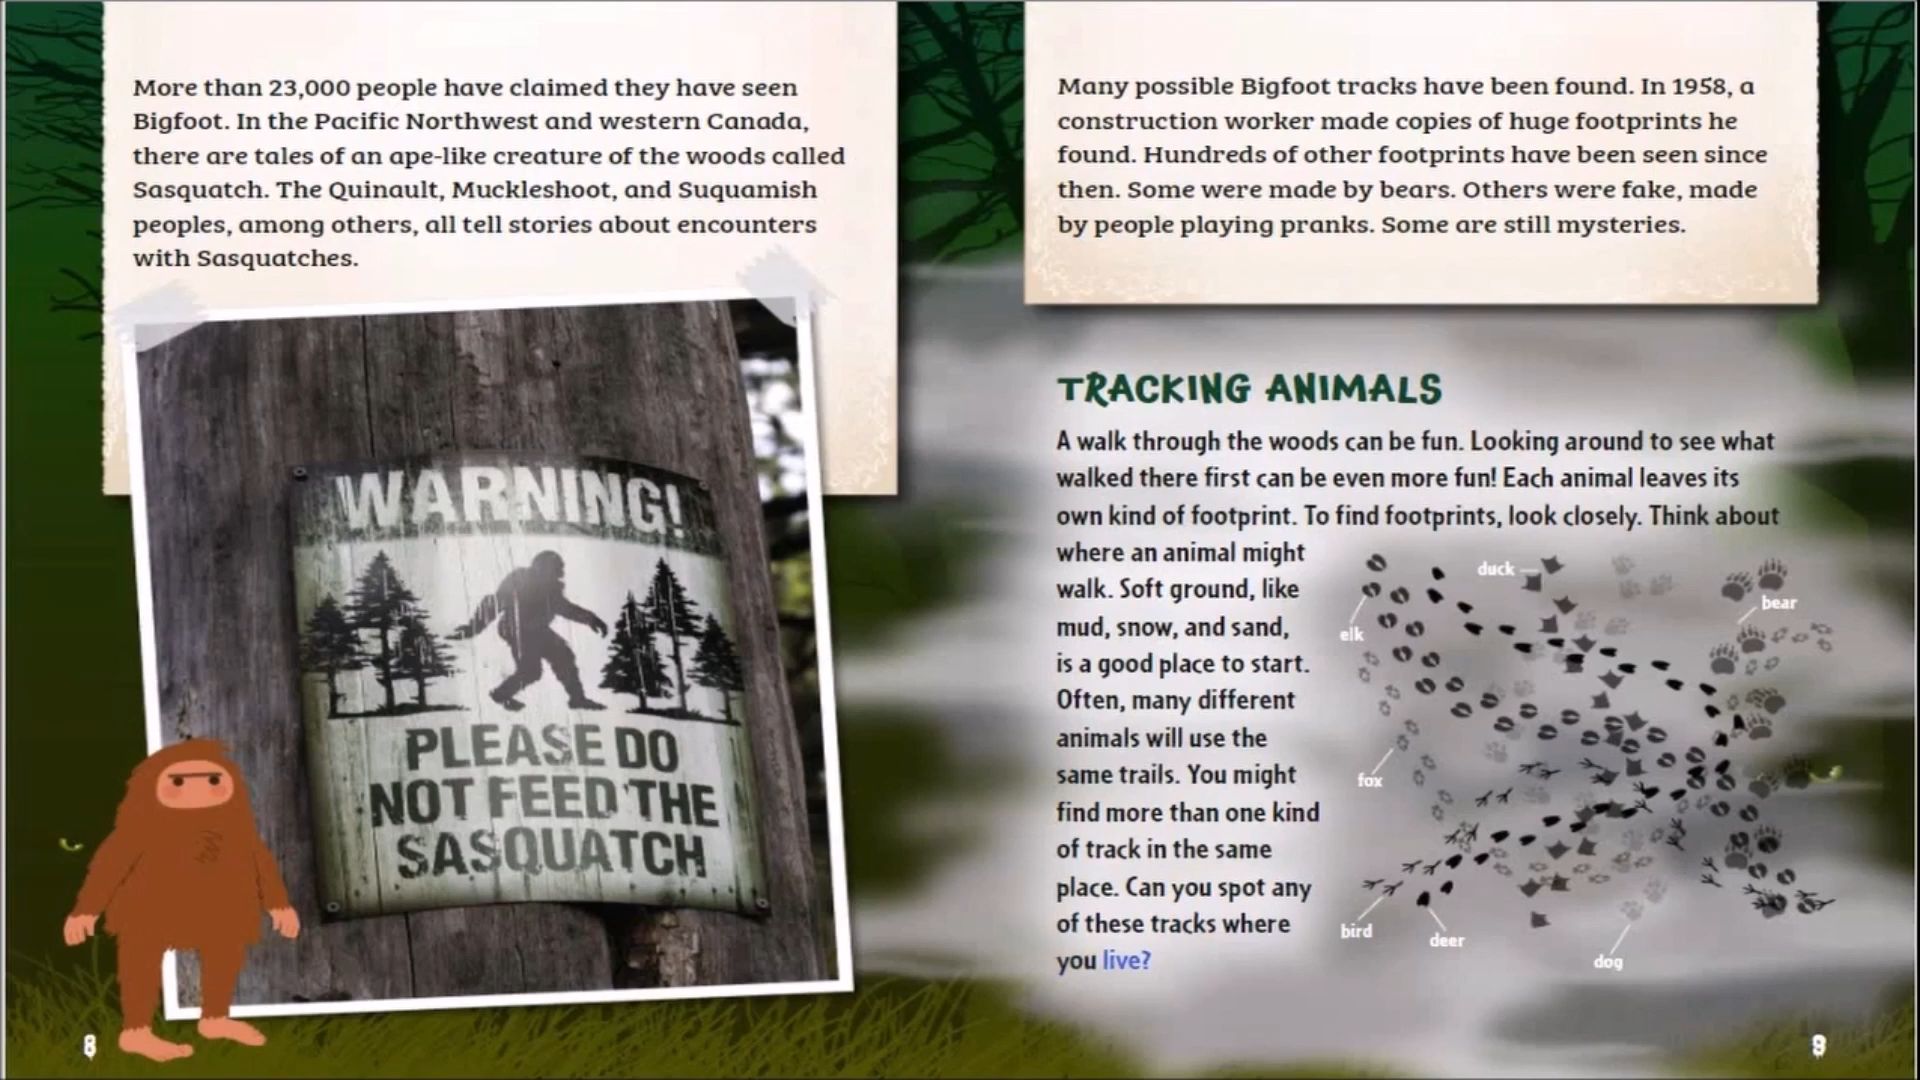 More than 23,000 people have claimed they have seen
Bigfoot. In the Pacific Northwest and western Canada,
there are tales of an ape-like creature of the woods called
Sasquatch. The Quinault, Muckleshoot, and Suquamish
peoples, among others, all tell stories about encounters
with Sasquatches.
WARNING!
PLEASE DO
NOT FEED THE
SASQUATCH
8
Many possible Bigfoot tracks have been found. In 1958, a
construction worker made copies of huge footprints he
found. Hundreds of other footprints have been seen since
then. Some were made by bears. Others were fake, made
by people playing pranks. Some are still mysteries.
TRACKING ANIMALS
A walk through the woods can be fun. Looking around to see what
walked there first can be even more fun! Each animal leaves its
own kind of footprint. To find footprints, look closely. Think about
where an animal might
walk. Soft ground, like
mud, snow, and sand,
is a good place to start.
Often, many different
animals will use the
same trails. You might
find more than one kind
of track in the same
place. Can you spot any
of these tracks where
you live?
duck
bear
elk
fox
bird
deer
dog
9